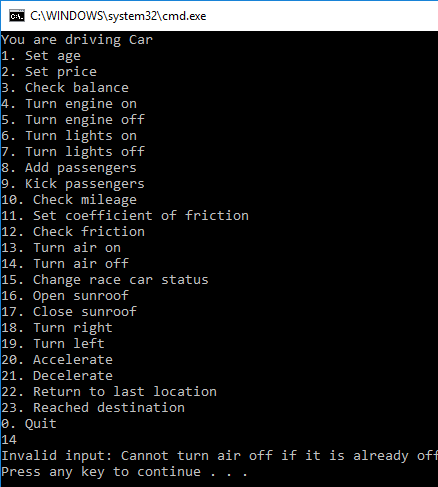 C:\WINDOWS\system32\cmd.exe
You are driving Car
1. Set age
2. Set price
3. Check balance
4. Turn engine on
5. Turn engine off
6. Turn lights on
7. Turn lights off
8. Add passengers
9. Kick passengers
10. Check mileage
11. Set coefficient of friction
12. Check friction
13. Turn air on
14. Turn air off
15. Change race car status
16. Open sunroof
17. Close sunroof
18. Turn right
19. Turn left
20. Accelerate
21. Decelerate
22. Return to last location
23. Reached destination
0. Quit
14
Invalid input: Cannot turn air off if it is already off
Press any key to continue . . .